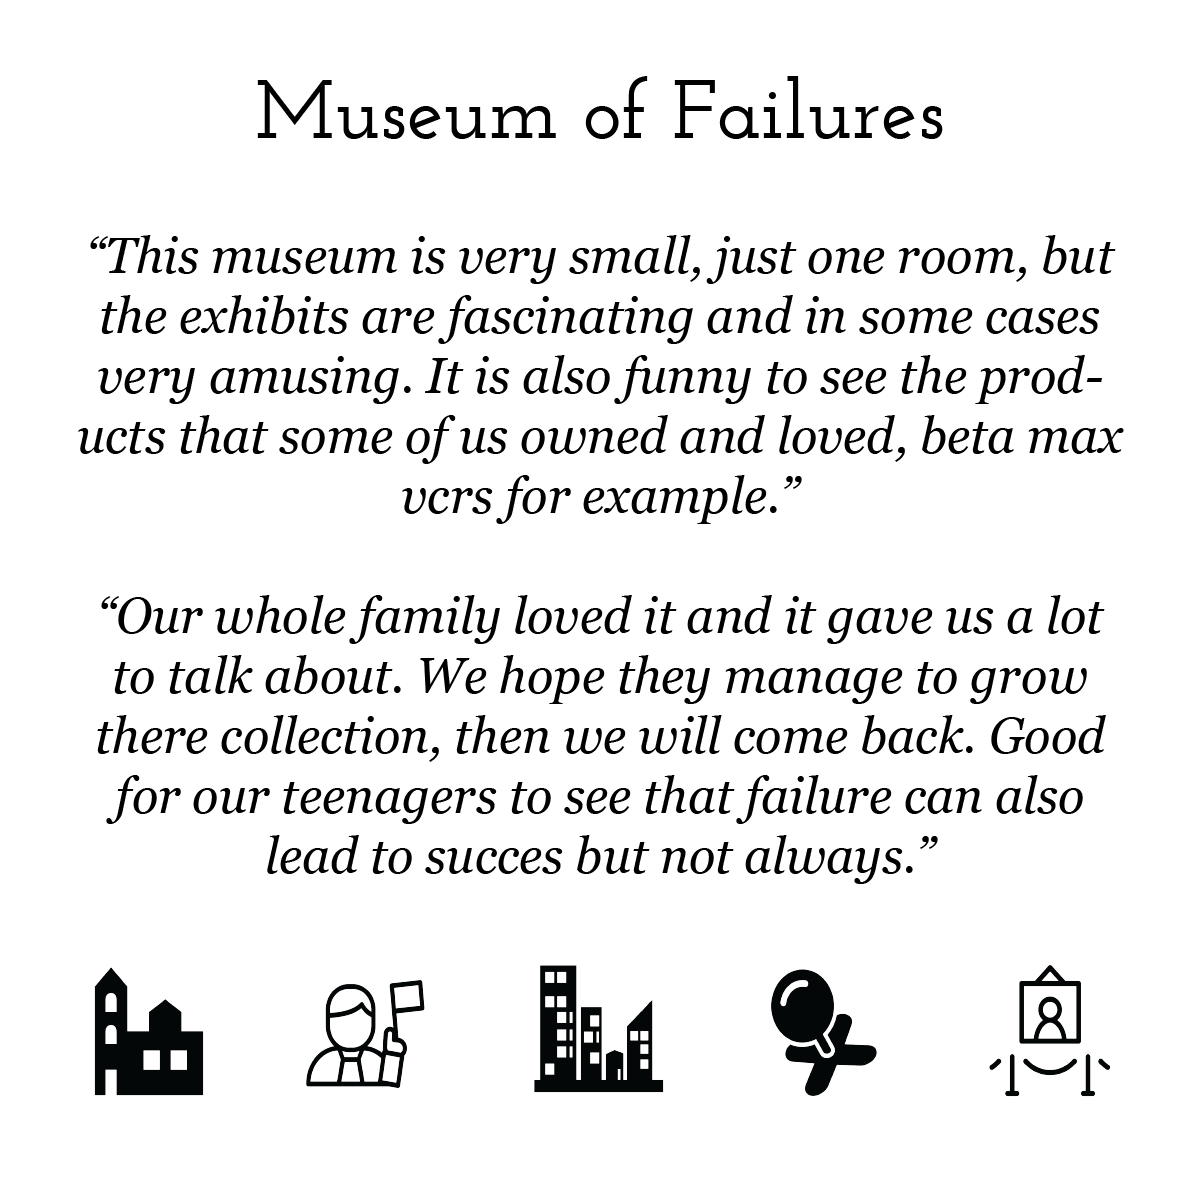 Museum of Failures
“This museum is very small, just one room, but
the exhibits are fascinating and in some cases
very amusing. It is also funny to see the prod-
ucts that some of us owned and loved, beta max
vcrs for example.”
“Our whole family loved it and it gave us a lot
to talk about. We hope they manage to grow
there collection, then we will come back. Good
for our teenagers to see that failure can also
lead to succes but not always.”